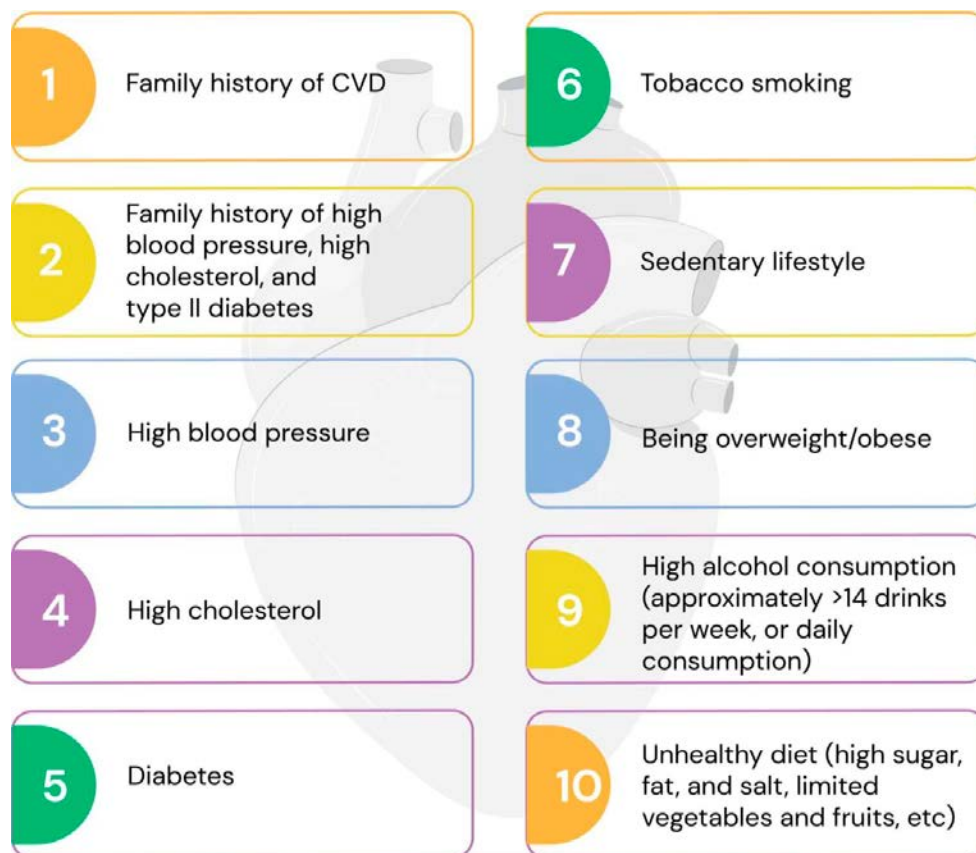 1
Family history of CVD
2
Family history of high
blood pressure, high
cholesterol, and
type II diabetes
3
High blood pressure
4
High cholesterol
5
Diabetes
6
Tobacco smoking
7
Sedentary lifestyle
8
Being overweight/obese
9
High alcohol consumption
(approximately >14 drinks
per week, or daily
consumption)
10
Unhealthy diet (high sugar,
fat, and salt, limited
vegetables and fruits, etc)